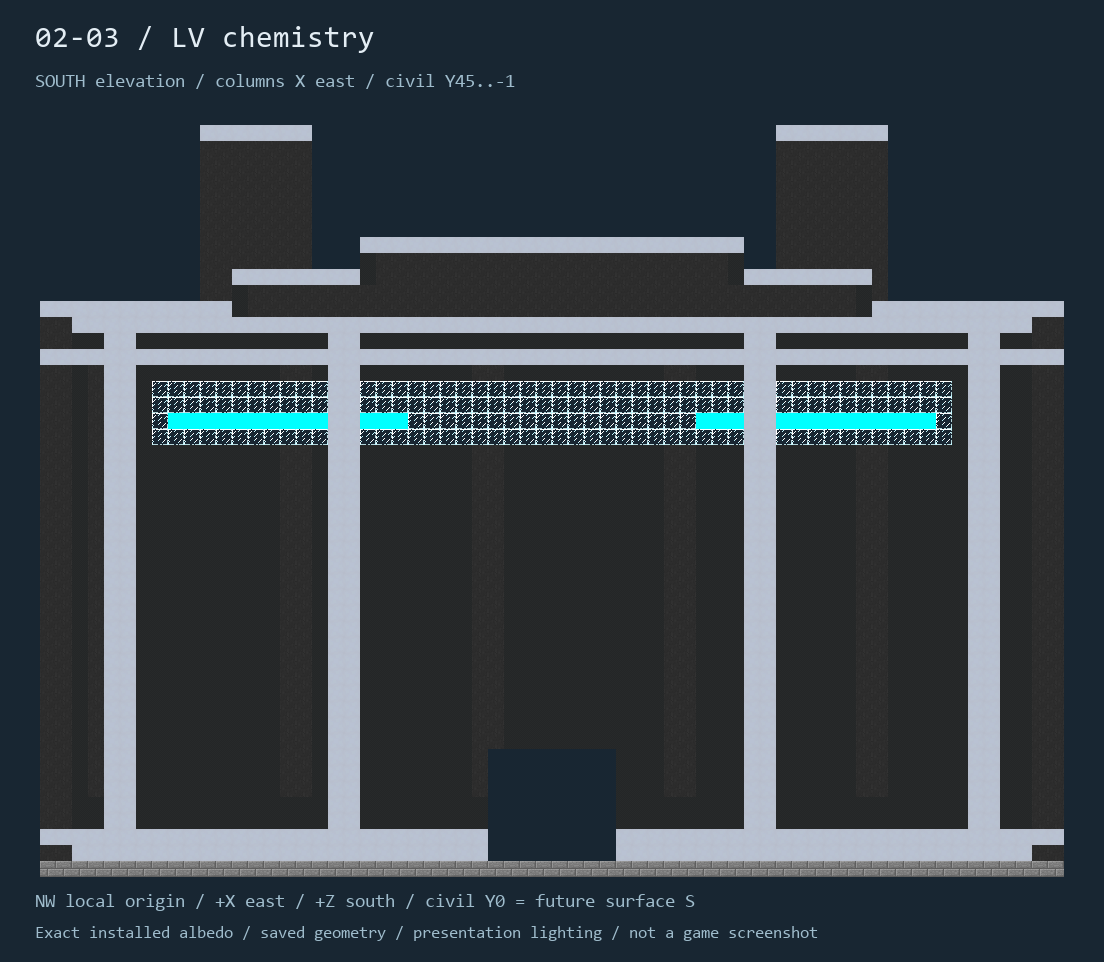 02-03 / LV chemistry
SOUTH elevation / columns X east / civil Y45..-1
NW local origin / +X east / +Z south / civil Y0 = future surface S
Exact installed albedo / saved geometry / presentation lighting / not a game screenshot